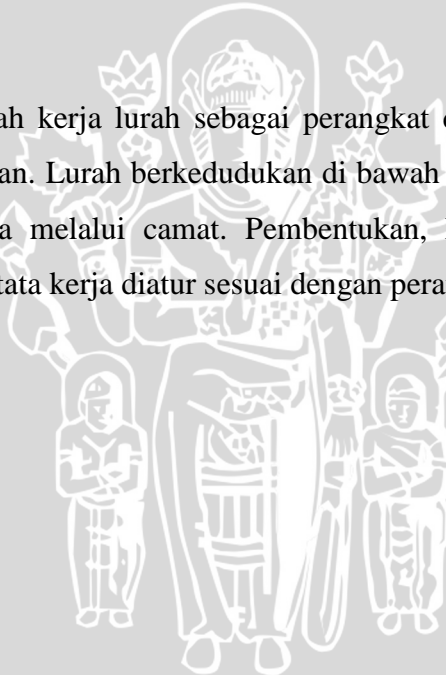 ah kerja lurah sebagai perangkat
an. Lurah berkedudukan di bawah
a melalui camat. Pembentukan,
tata kerja diatur sesuai dengan pera